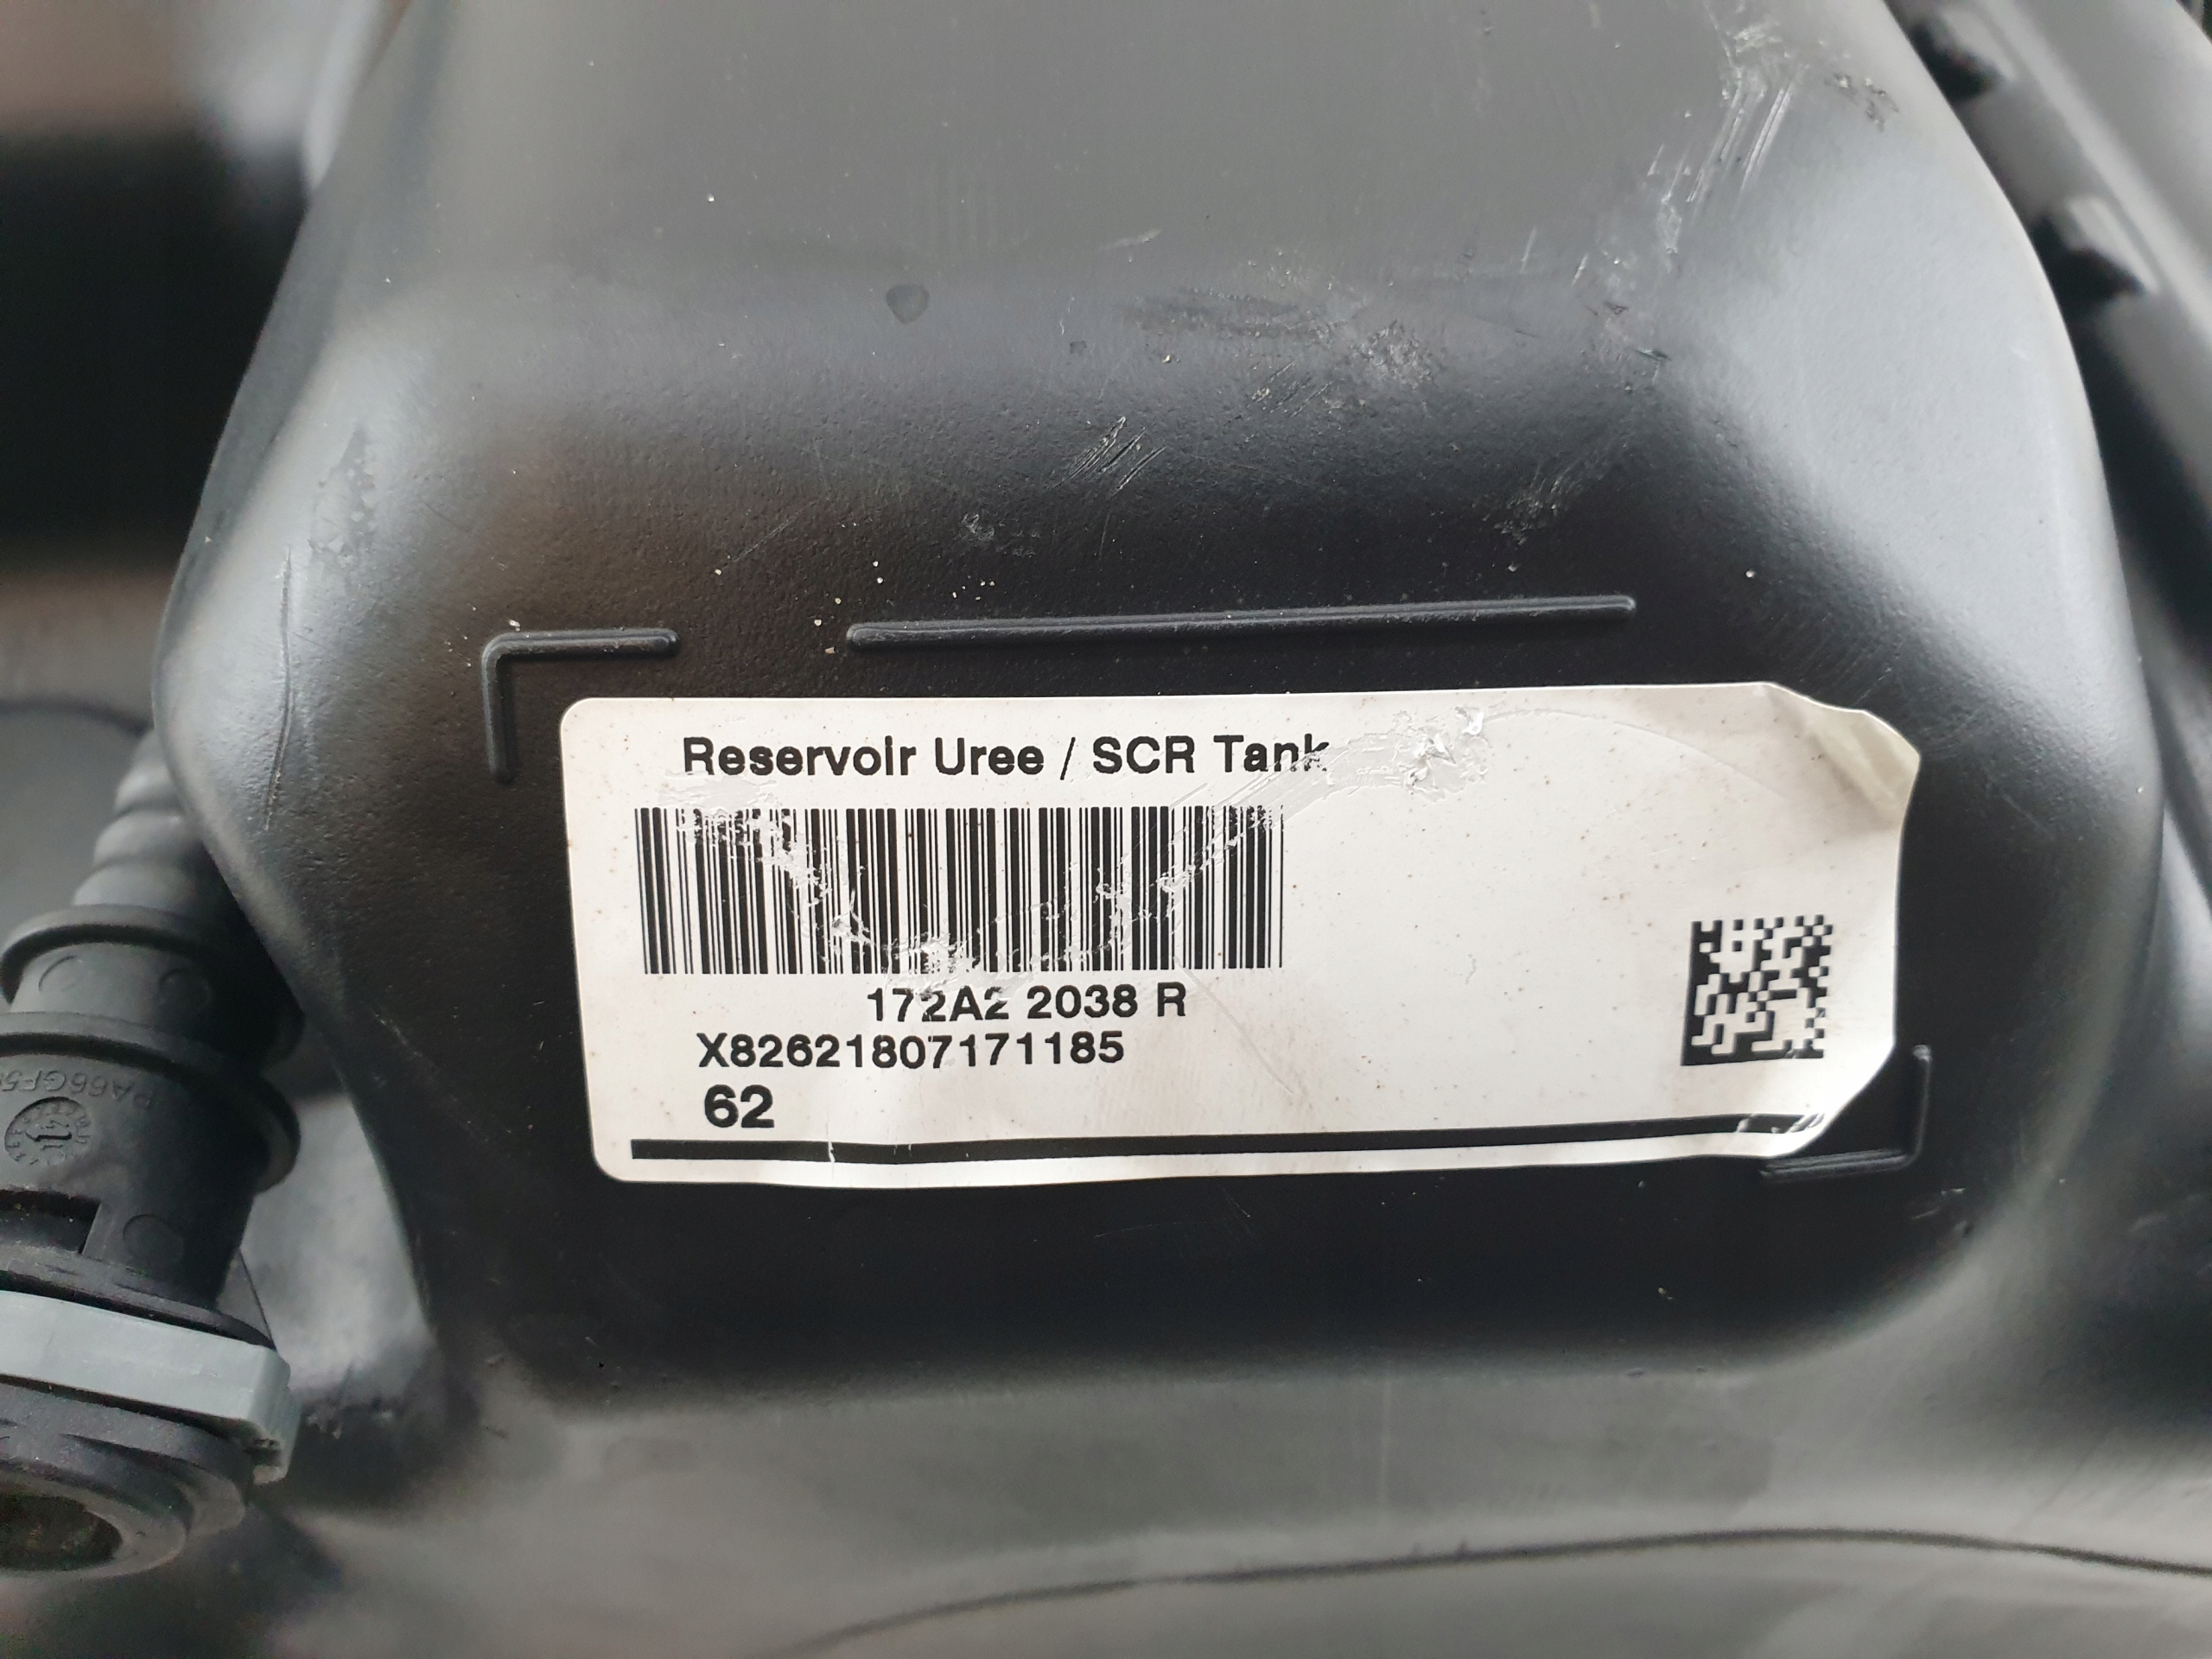 Reservoir Uree / SCR Tank
172A2 2038 R
X82621807171185
62